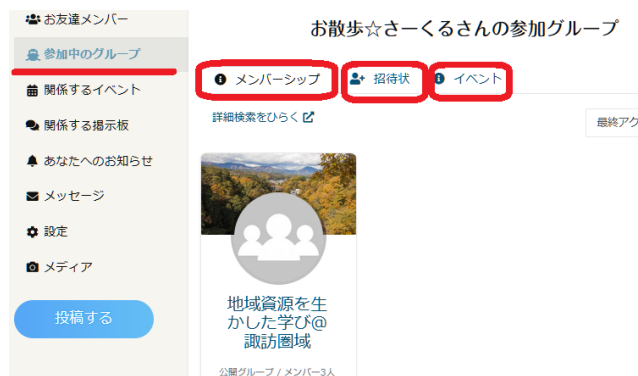 お友達メンバー
参加中のグループ
関係するイベント
関係する掲示板
あなたへのお知らせ
メッセージ
設定
メディア
投稿する
お散歩☆さーくるさんの参加グループ
メンバーシップ 招待状 イベント
詳細検索をひらく
最終アク
地域資源を生
かした学び@
諏訪圏域
公開グループ / メンバー3人